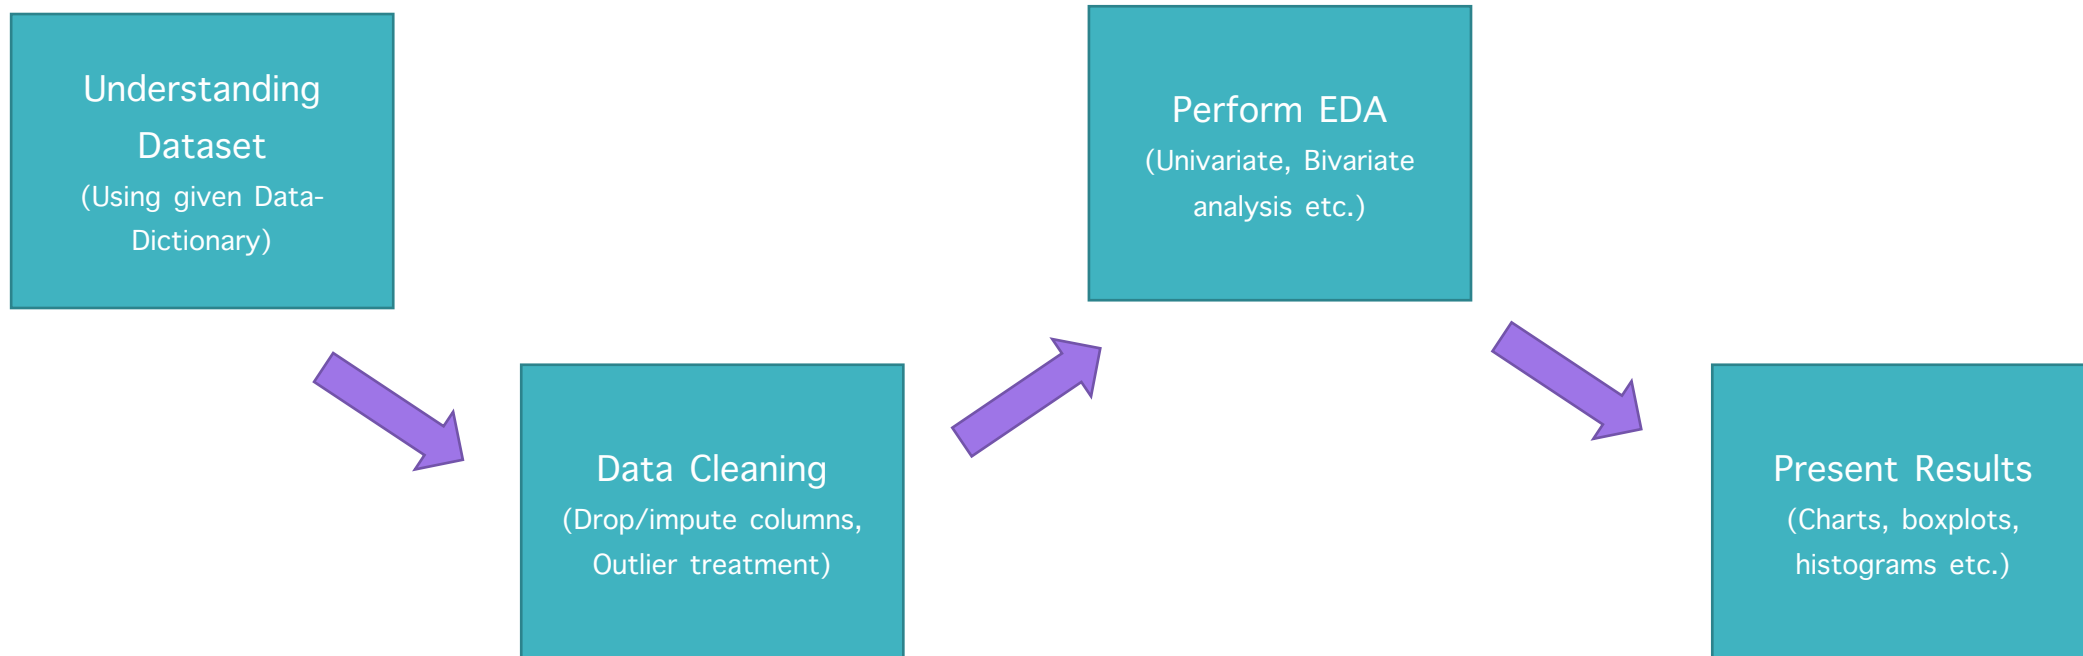 Understanding
Dataset
(Using given Data-
Dictionary)
Data Cleaning
(Drop/impute columns,
Outlier treatment)
Perform EDA
(Univariate, Bivariate
analysis etc.)
Present Results
(Charts, boxplots,
histograms etc.)